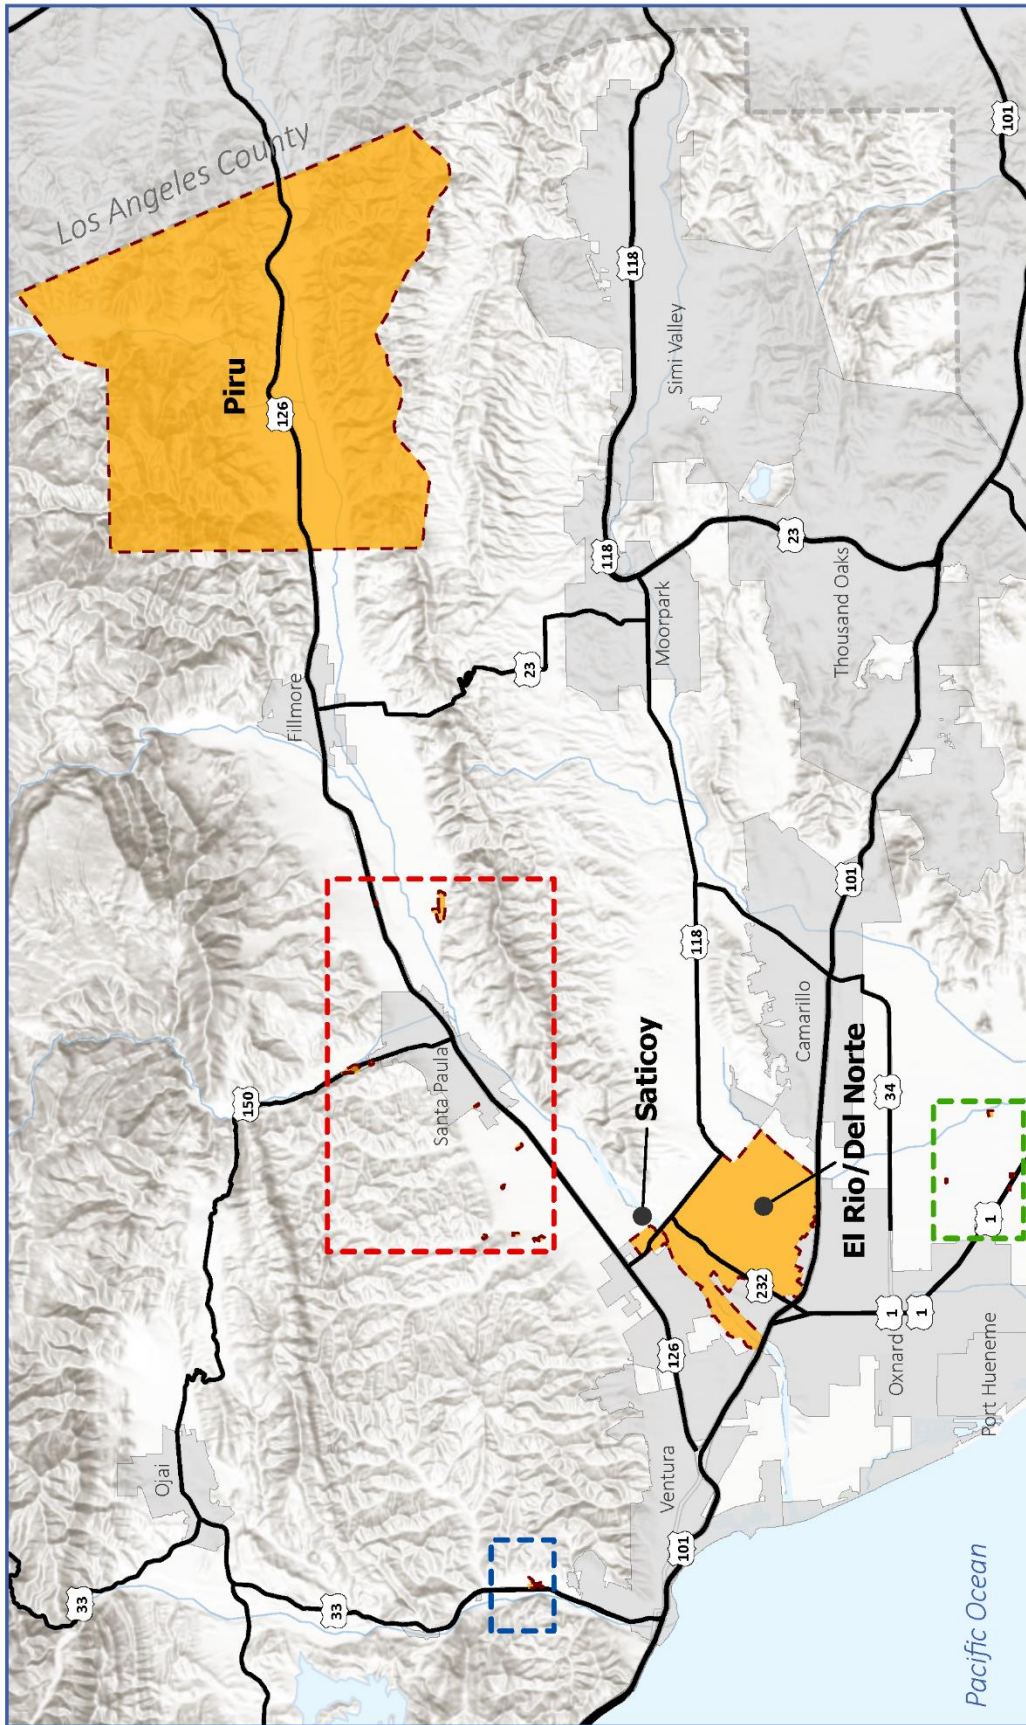 Los Angeles County
Piru
126
101
118
Simi Valley
118
23
Moorpark
Thousand Oaks
23
Fillmore
101
118
Camarillo
34
Santa Paula
150
Saticoy
El Rio/Del Norte
232
1
1
1
Oxnard
Port Hueneme
126
Ventura
101
Ojai
33
33
Pacific Ocean